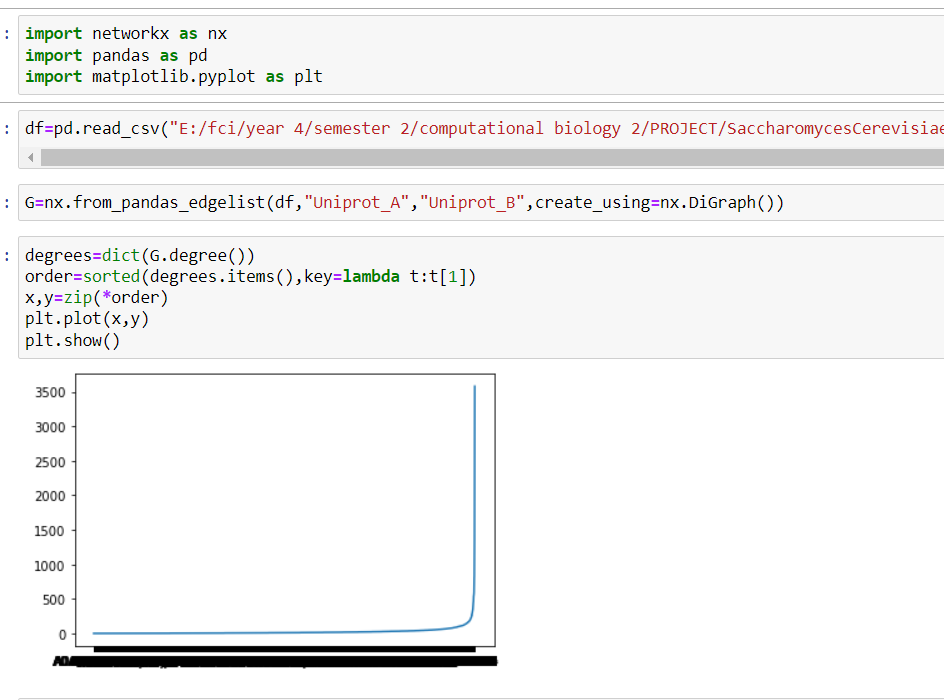 : import networkx as nx
import pandas as pd
import matplotlib.pyplot as plt
: df=pd.read_csv("E:/fci/year 4/semester 2/computational biology 2/PROJECT/SaccharomycesCerevisiae
: G=nx.from_pandas_edgelist(df,"Uniprot_A","Uniprot_B",create_using=nx.DiGraph())
: degrees=dict(G.degree())
order=sorted(degrees.items(),key=lambda t:t[1])
x,y=zip(*order)
plt.plot(x,y)
plt.show()
3500
3000
2500
2000
1500
1000
500
0